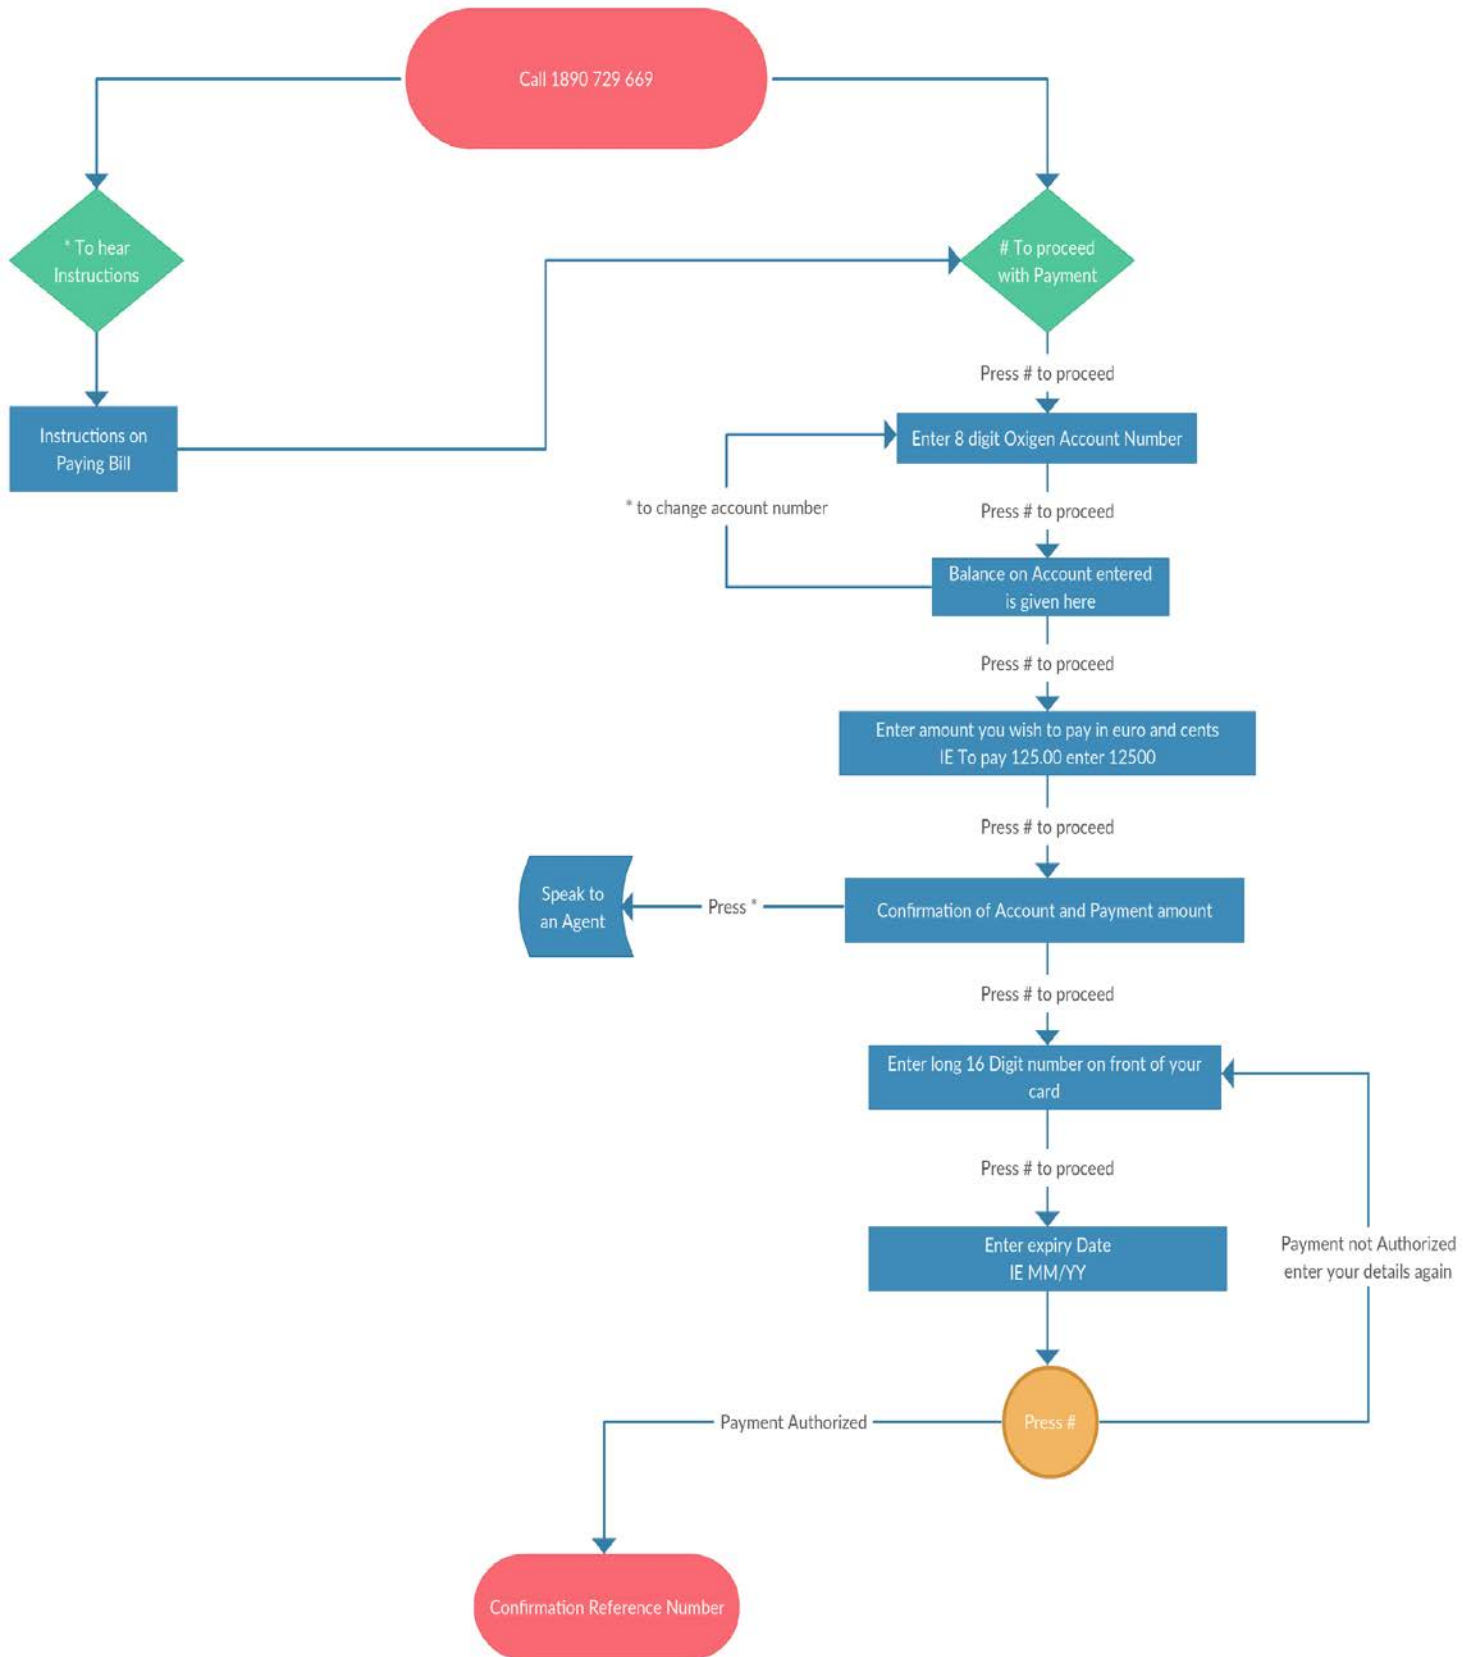 Call 1890 729 669
* To hear
Instructions
# To proceed
with Payment
Press # to proceed
Instructions on
Paying Bill
Enter 8 digit Oxigen Account Number
* to change account number
Press # to proceed
Balance on Account entered
is given here
Press # to proceed
Enter amount you wish to pay in euro and cents
IE To pay 125.00 enter 12500
Press # to proceed
Speak to
an Agent
Press *
Confirmation of Account and Payment amount
Press # to proceed
Enter long 16 Digit number on front of your
card
Press # to proceed
Enter expiry Date
IE MM/YY
Payment not Authorized
enter your details again
Payment Authorized
Press #
Confirmation Reference Number